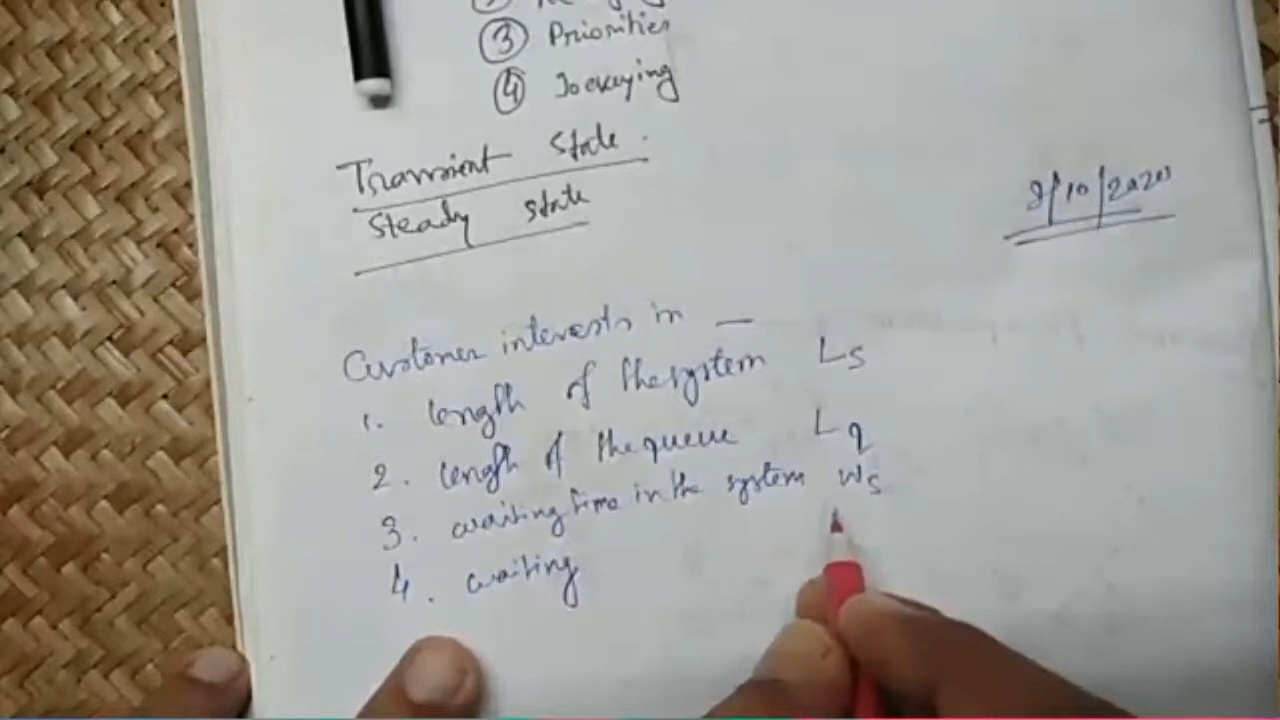 ③ Priorities
④ Jockeying
Transient state.
Steady state
8/10/2020
Customer interests in —
1. length of the system Ls
2. length of the queue Lq
3. waiting time in the system Ws
4. waiting